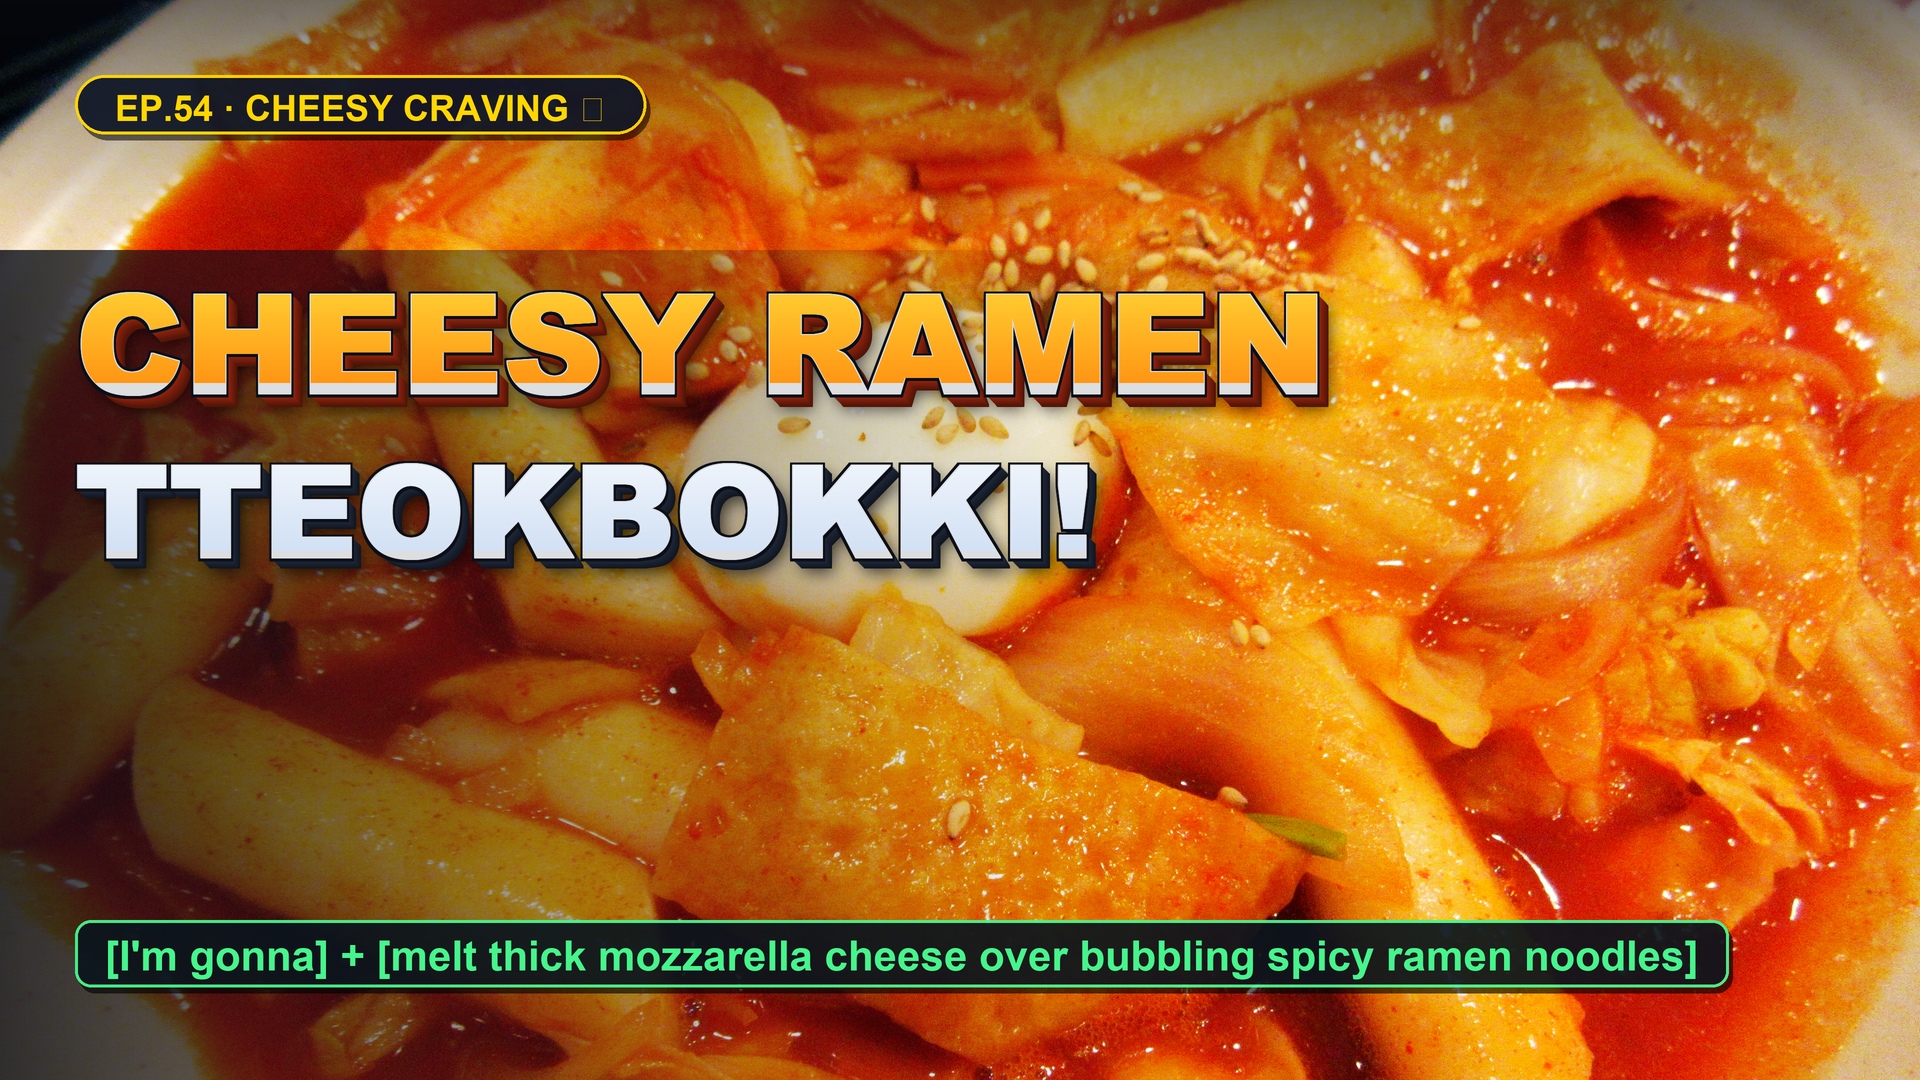 EP.54 · CHEESY CRAVING
CHEESY RAMEN
TTEOKBOKKI!
[I'm gonna] + [melt thick mozzarella cheese over bubbling spicy ramen noodles]